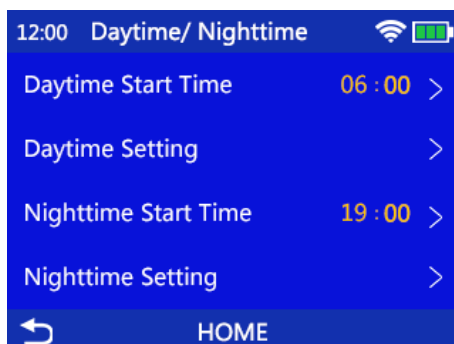 12:00 Daytime/ Nighttime
Daytime Start Time 06 : 00 >
Daytime Setting >
Nighttime Start Time 19 : 00 >
Nighttime Setting >
HOME